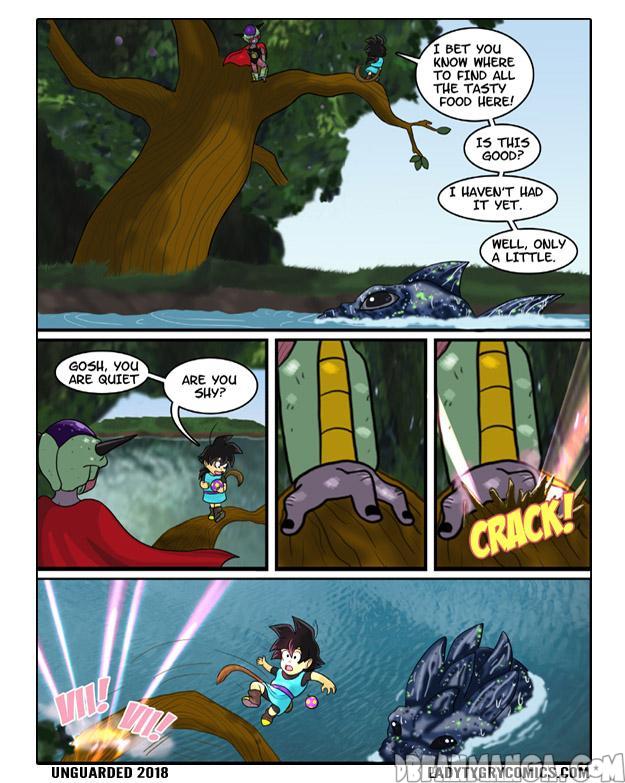 I BET YOU
KNOW WHERE
TO FIND ALL
THE TASTY
FOOD HERE!
IS THIS
GOOD?
I HAVEN'T HAD
IT YET.
WELL, ONLY
A LITTLE.
GOSH, YOU
ARE QUIET
ARE YOU
SHY?
CRACK!
VII!
VII!
UNGUARDED 2018
LADYTYGRYCOMICS.COM
DBFANMANGA.COM